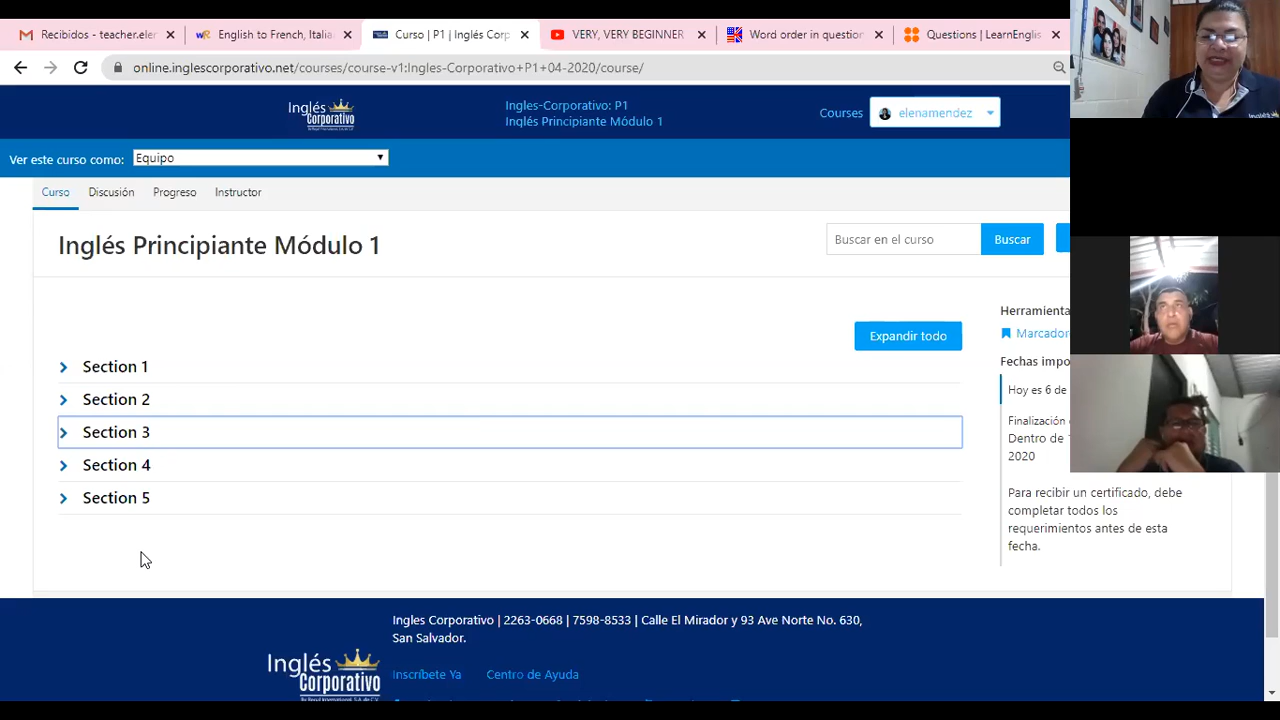 Recibidos - teacher.eler
English to French, Italia
Curso | P1 | Inglés Corp
VERY, VERY BEGINNER
Word order in question
Questions | LearnEnglis
online.inglescorporativo.net/courses/course-v1:Ingles-Corporativo+P1+04-2020/course/
Inglés
Corporativo
Ingles-Corporativo: P1
Inglés Principiante Módulo 1
Courses
elenamendez
Ver este curso como:
Equipo
Curso
Discusión
Progreso
Instructor
Inglés Principiante Módulo 1
Buscar en el curso
Buscar
Expandir todo
Section 1
Section 2
Section 3
Section 4
Section 5
Herramienta
Marcador
Fechas impo
Hoy es 6 de
Finalización
Dentro de
2020
Para recibir un certificado, debe
completar todos los
requerimientos antes de esta
fecha.
Ingles Corporativo | 2263-0668 | 7598-8533 | Calle El Mirador y 93 Ave Norte No. 630,
San Salvador.
Inglés
Corporativo
Inscríbete Ya
Centro de Ayuda